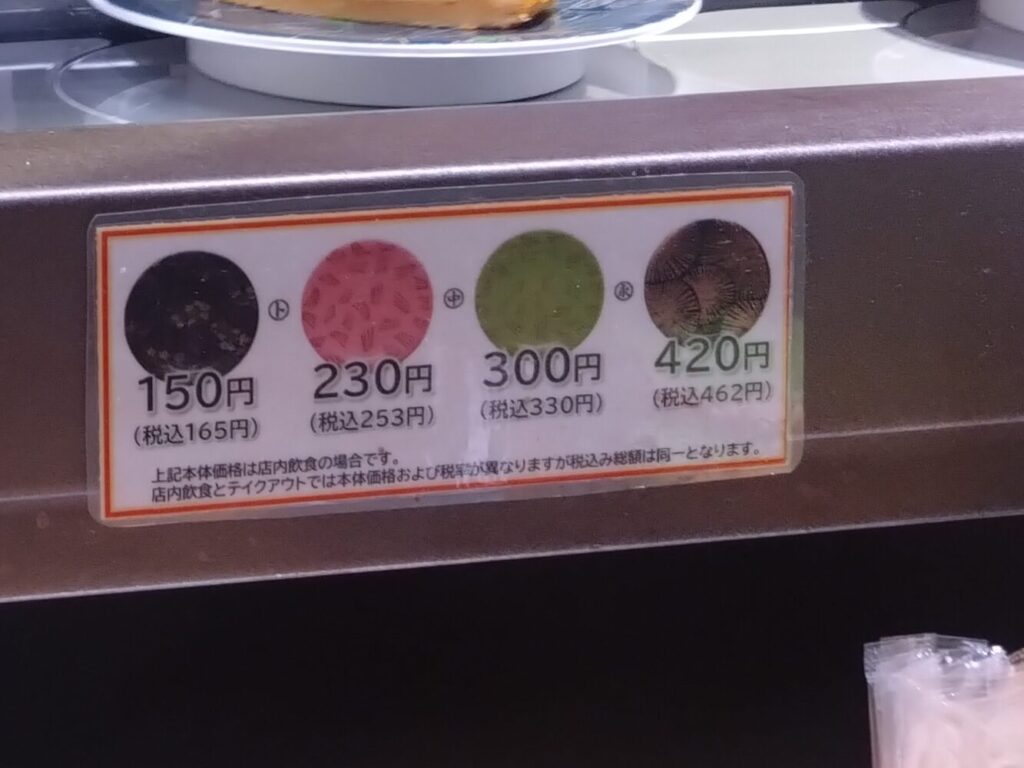 ト 中 水
150円 230円 300円 420円
(税込165円) (税込253円) (税込330円) (税込462円)
上記本体価格は店内飲食の場合です。
店内飲食とテイクアウトでは本体価格および税率が異なりますが税込み総額は同一となります。